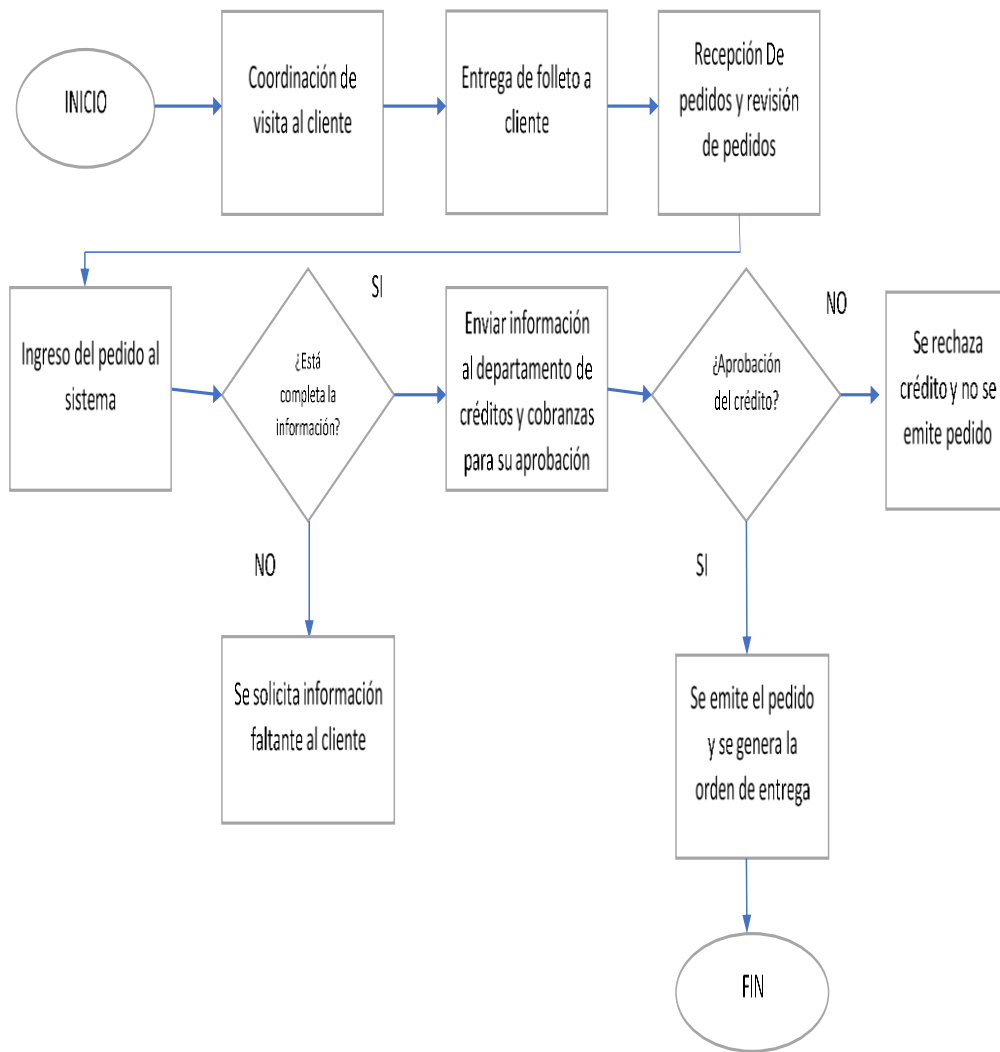 INICIO
Coordinación de
visita al cliente
Entrega de folleto a
cliente
Recepción De
pedidos y revisión
de pedidos
Ingreso del pedido al
sistema
¿Está
completa la
información?
SI
NO
Se solicita información
faltante al cliente
Enviar información
al departamento de
créditos y cobranzas
para su aprobación
¿Aprobación
del crédito?
NO
Se rechaza
crédito y no se
emite pedido
SI
Se emite el pedido
y se genera la
orden de entrega
FIN